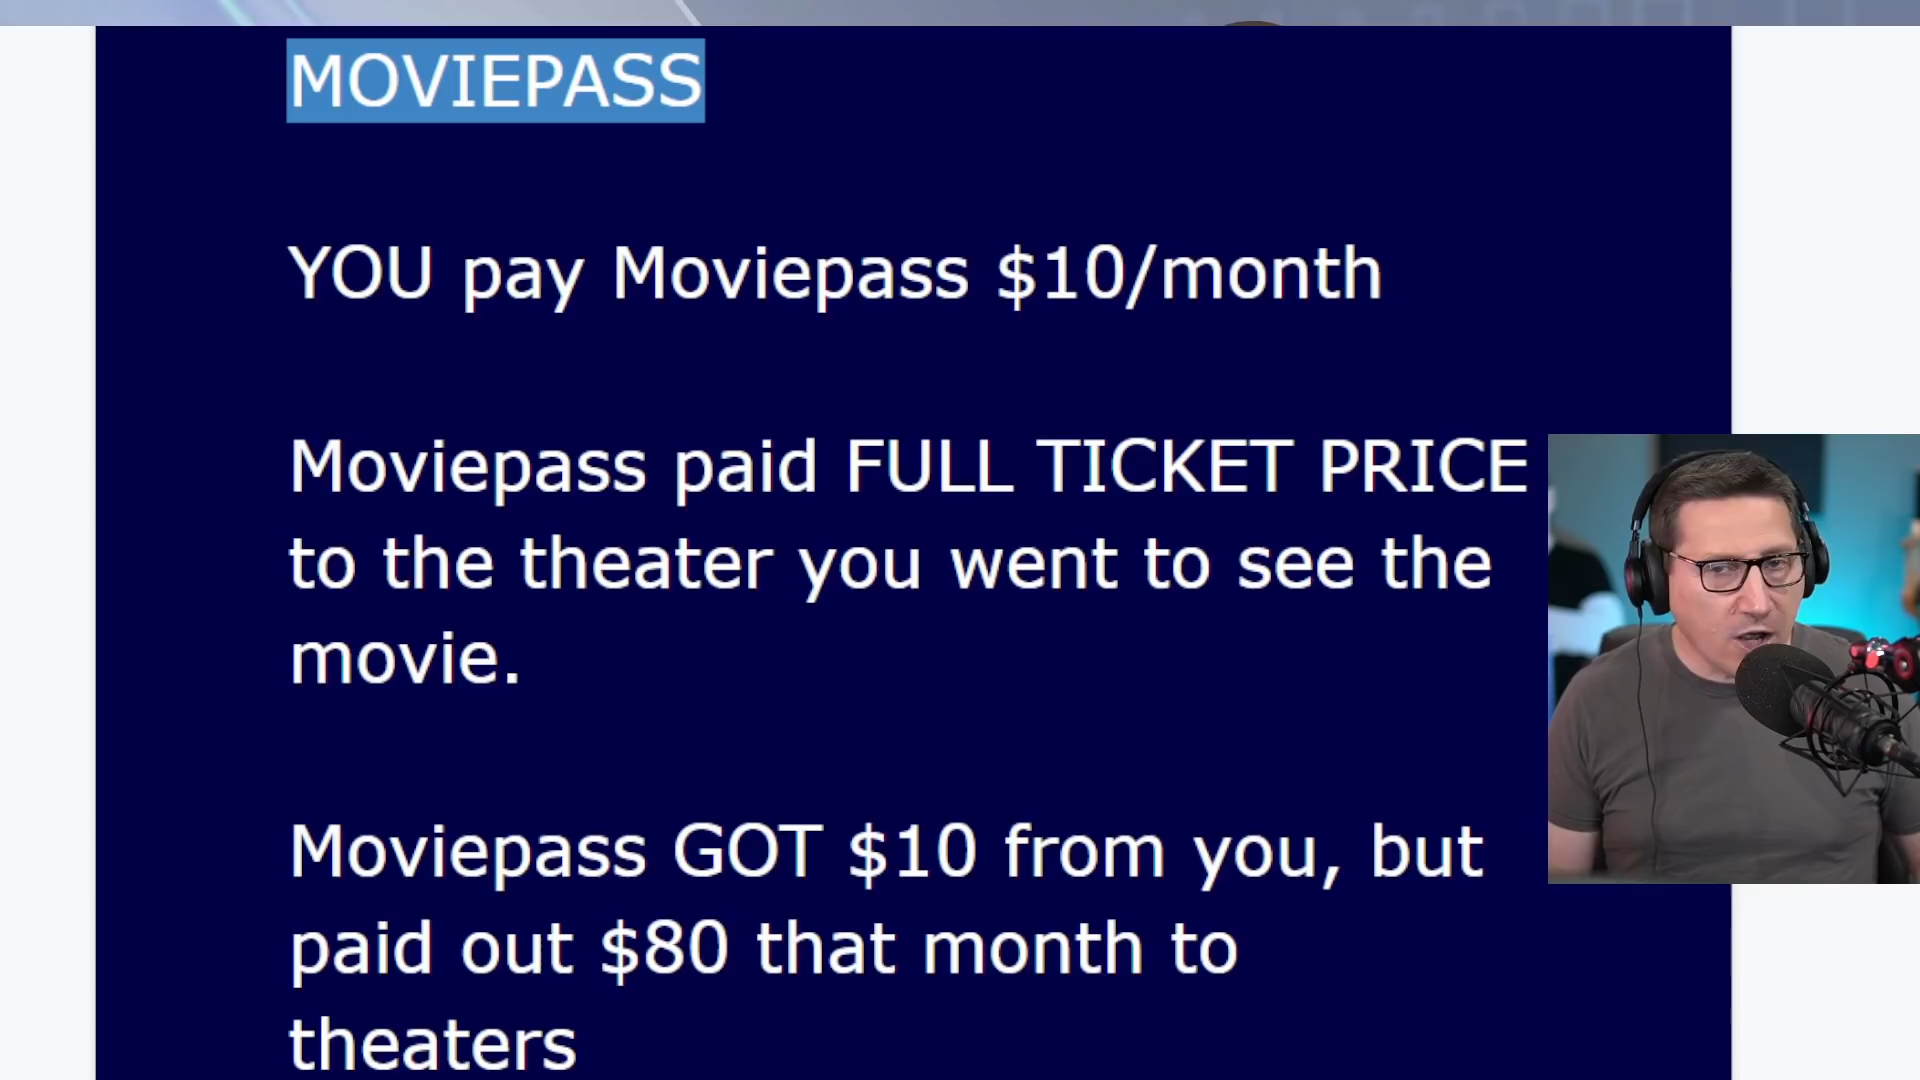 MOVIEPASS
YOU pay Moviepass $10/month
Moviepass paid FULL TICKET PRICE
to the theater you went to see the
movie.
Moviepass GOT $10 from you, but
paid out $80 that month to
theaters